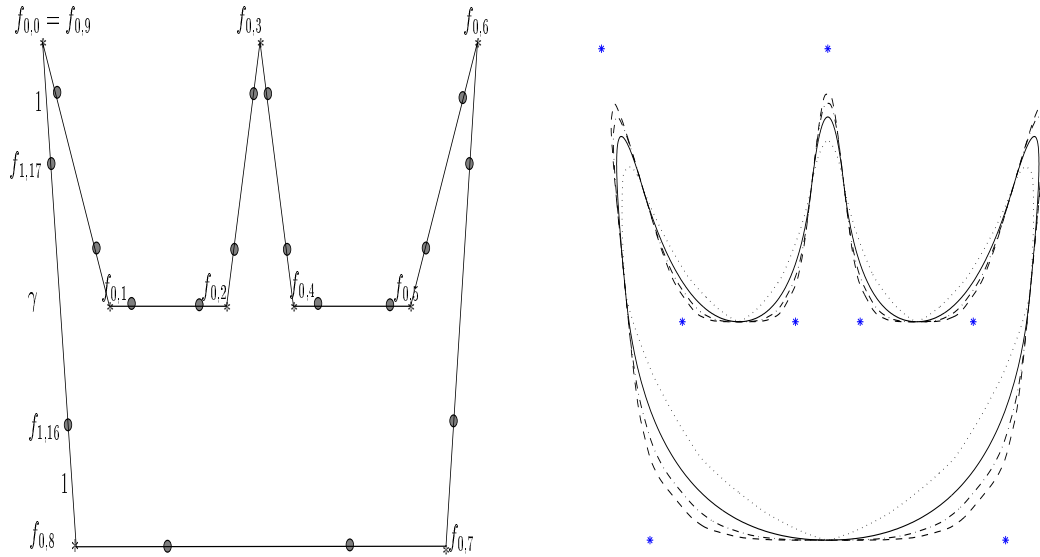 f_{0,0} = f_{0,9}
f_{0,3}
f_{0,6}
1
f_{1,17}
f_{0,1}
f_{0,2}
f_{0,4}
f_{0,5}
γ
f_{1,16}
1
f_{0,8}
f_{0,7}